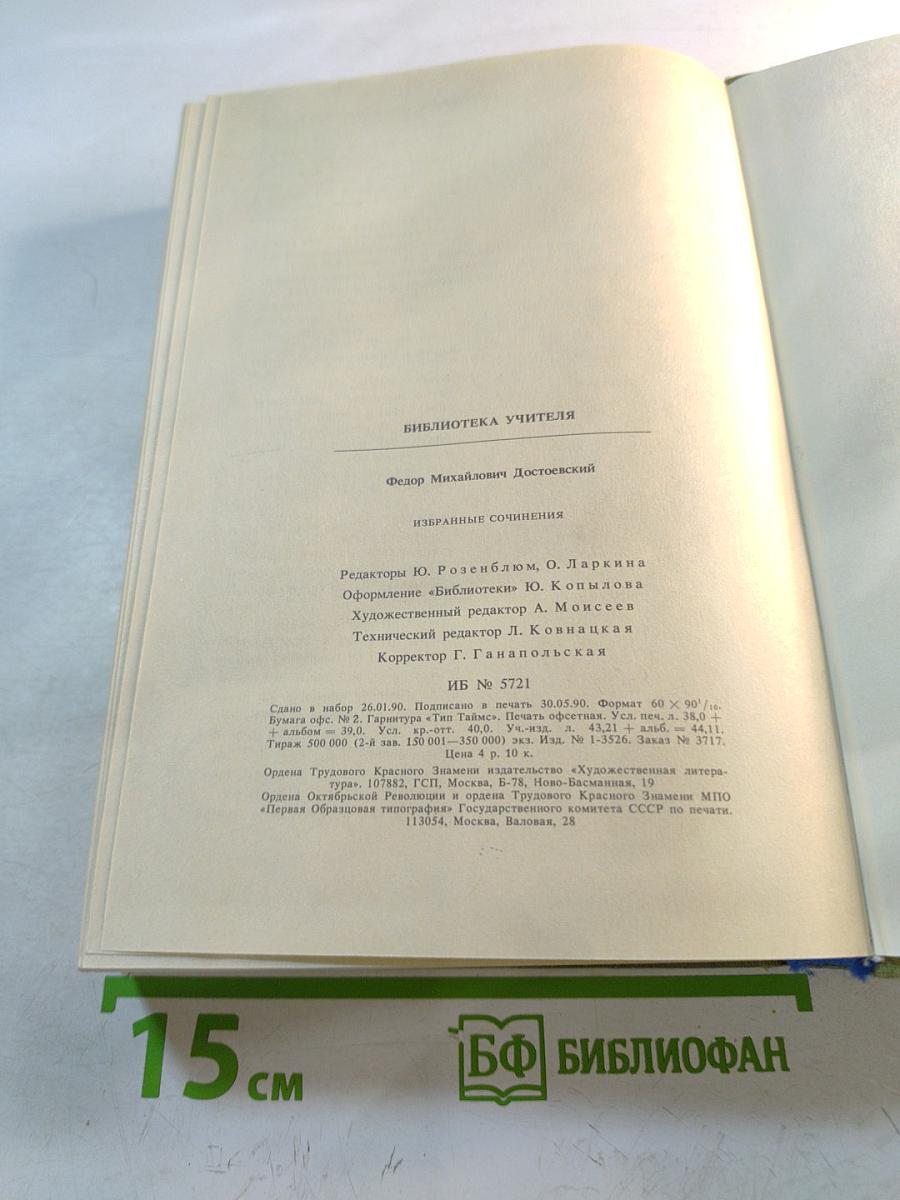 БИБЛИОТЕКА УЧИТЕЛЯ
Федор Михайлович Достоевский
ИЗБРАННЫЕ СОЧИНЕНИЯ
Редакторы Ю. Розенблюм, О. Ларкина
Оформление «Библиотеки» Ю. Копылова
Художественный редактор А. Моисеев
Технический редактор Л. Ковнацкая
Корректор Г. Ганапольская
ИБ № 5721
Сдано в набор 26.01.90. Подписано в печать 30.05.90. Формат 60 × 90¹/₁₆.
Бумага офс. № 2. Гарнитура «Тип Таймс». Печать офсетная. Усл. печ. л. 38,0 +
+ альбом = 39,0. Усл. кр.-отт. 40,0. Уч.-изд. л. 43,21 + альб. = 44,11.
Тираж 500 000 (2-й зав. 150 001—350 000) экз. Изд. № 1-3526. Заказ № 3717.
Цена 4 р. 10 к.
Ордена Трудового Красного Знамени издательство «Художественная литера-
тура». 107882, ГСП, Москва, Б-78, Ново-Басманная, 19
Ордена Октябрьской Революции и ордена Трудового Красного Знамени МПО
«Первая Образцовая типография» Государственного комитета СССР по печати.
113054, Москва, Валовая, 28
15 см
БФ БИБЛИОФАН